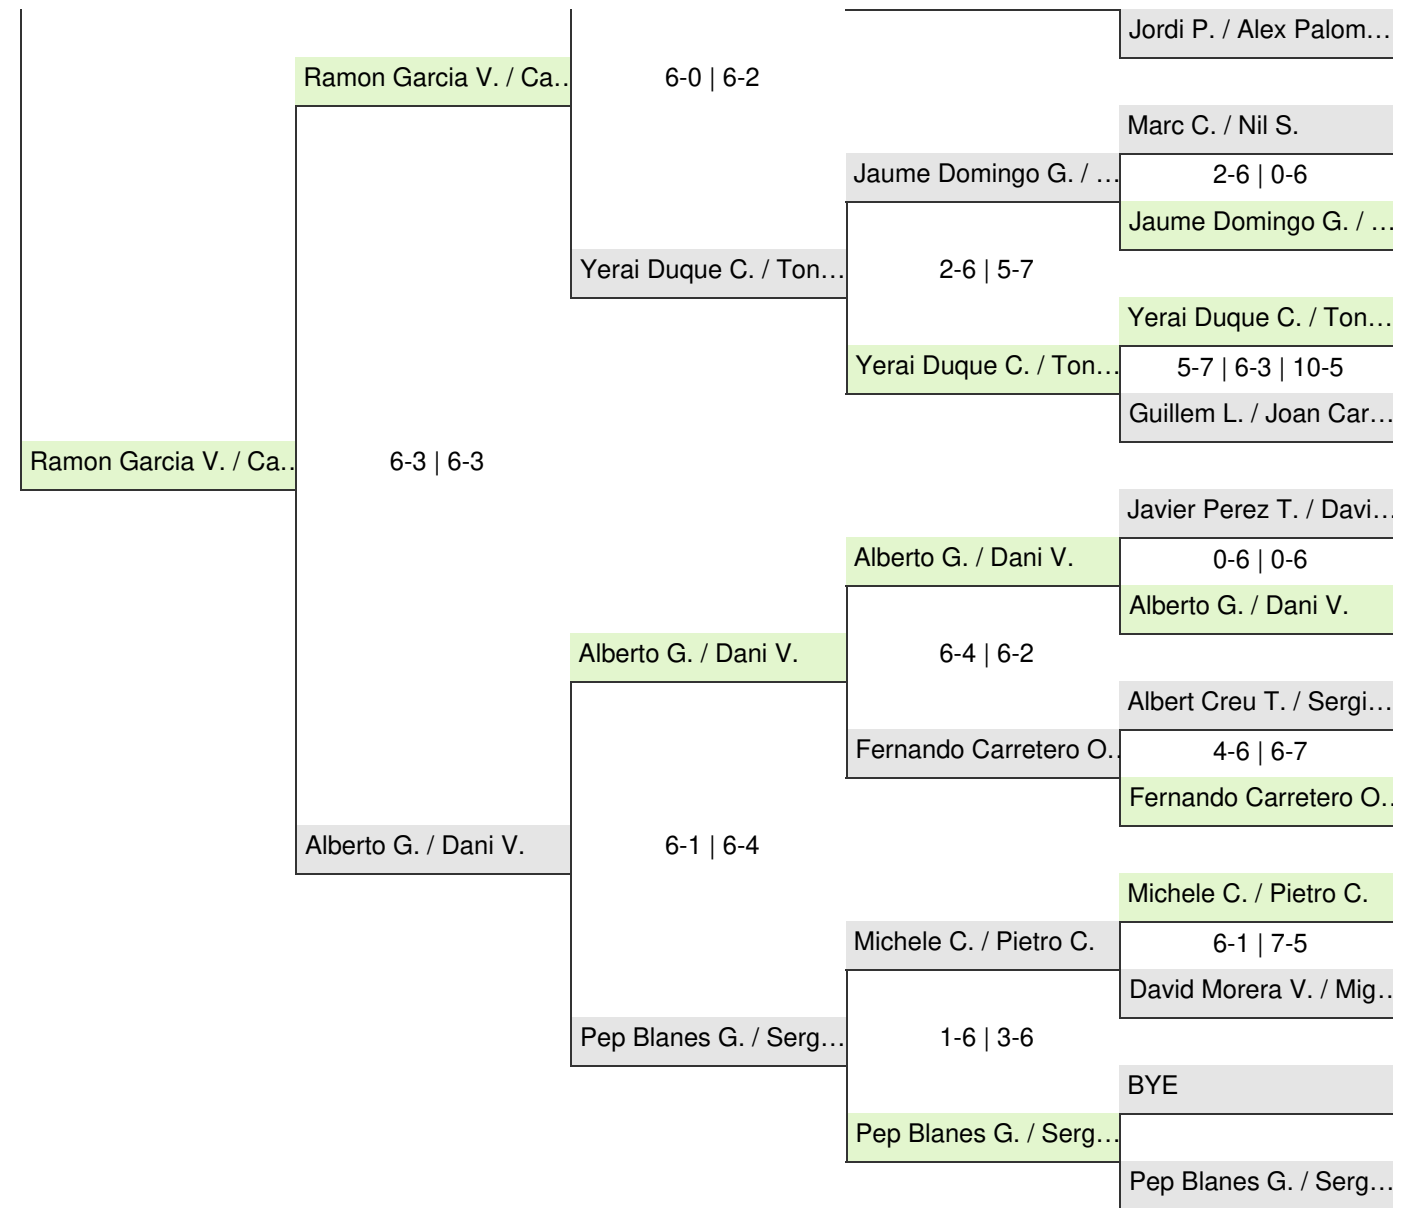 Jordi P. / Alex Palom…
Ramon Garcia V. / Ca…
6-0 | 6-2
Marc C. / Nil S.
Jaume Domingo G. / …
2-6 | 0-6
Jaume Domingo G. / …
Yerai Duque C. / Ton…
2-6 | 5-7
Yerai Duque C. / Ton…
Yerai Duque C. / Ton…
5-7 | 6-3 | 10-5
Guillem L. / Joan Car…
Ramon Garcia V. / Ca…
6-3 | 6-3
Javier Perez T. / Davi…
Alberto G. / Dani V.
0-6 | 0-6
Alberto G. / Dani V.
Alberto G. / Dani V.
6-4 | 6-2
Albert Creu T. / Sergi…
Fernando Carretero O…
4-6 | 6-7
Fernando Carretero O…
Alberto G. / Dani V.
6-1 | 6-4
Michele C. / Pietro C.
Michele C. / Pietro C.
6-1 | 7-5
David Morera V. / Mig…
Pep Blanes G. / Serg…
1-6 | 3-6
BYE
Pep Blanes G. / Serg…
Pep Blanes G. / Serg…